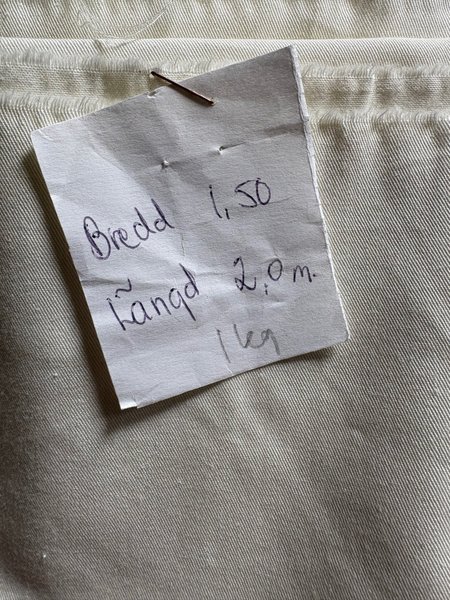 Bredd 1,50
Längd 2,0 m.
1 kg